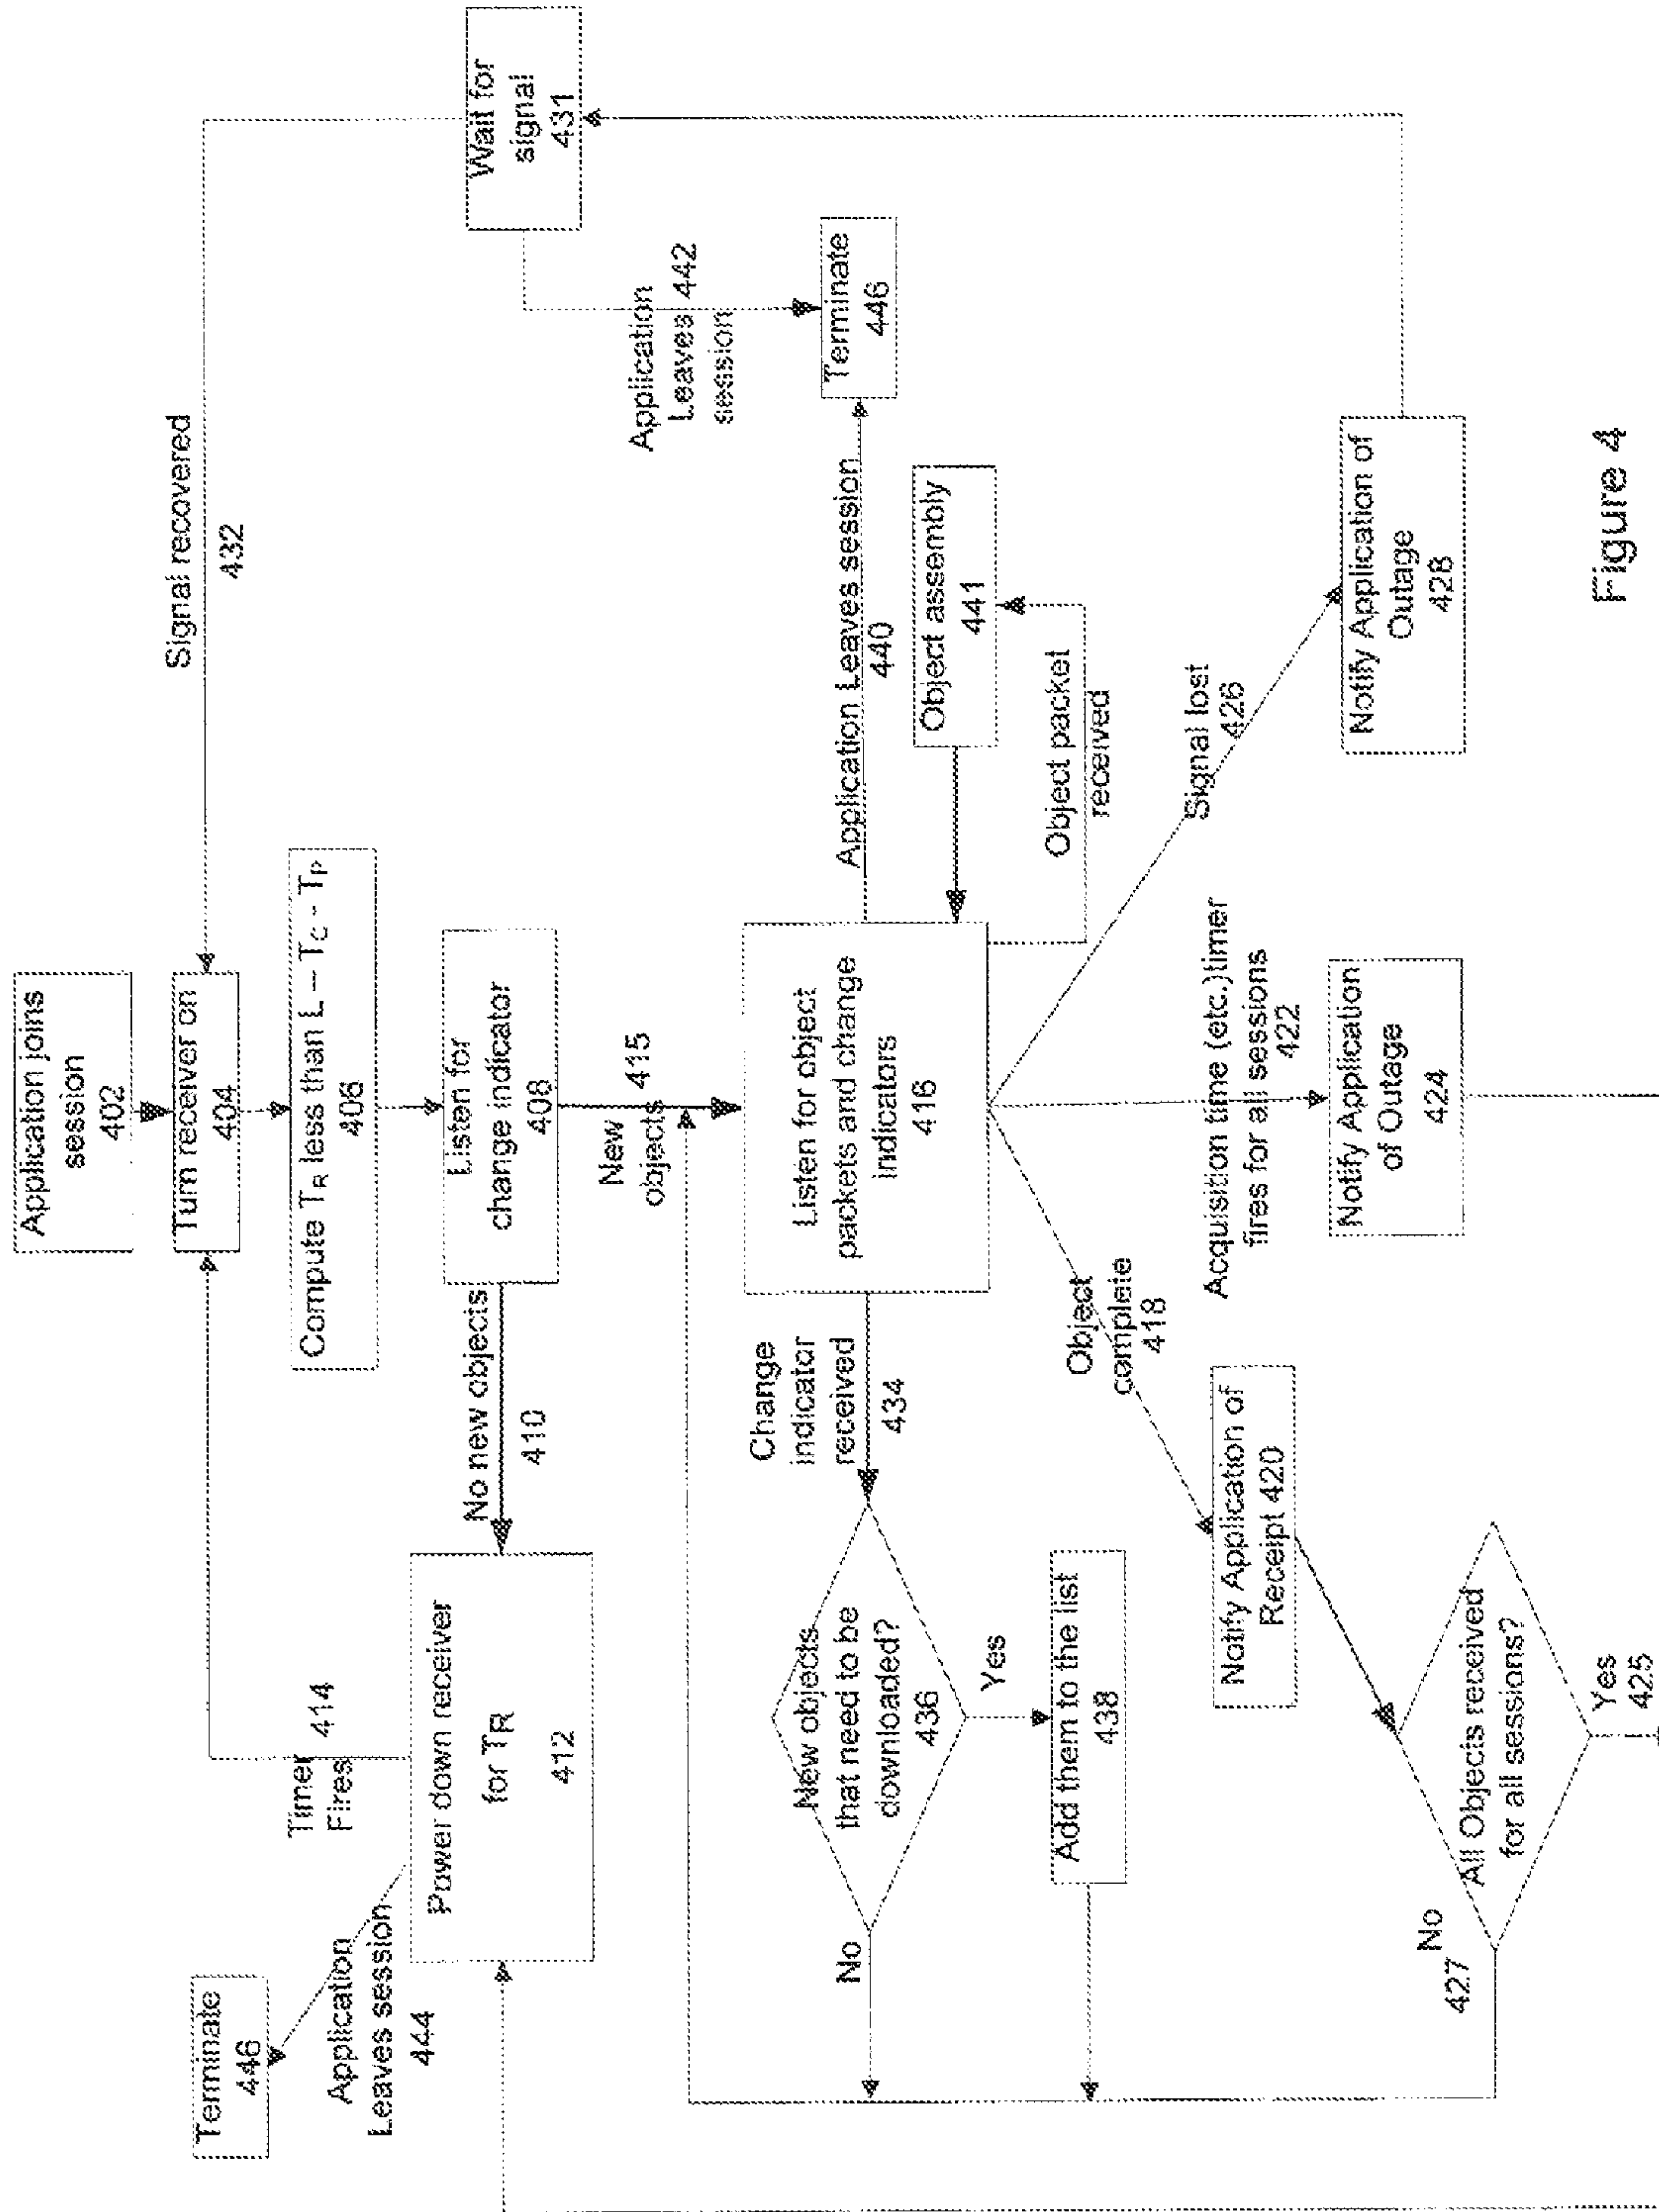 Application joins
session
402
Signal recovered
432
Turn receiver on
404
Terminate
446
Application
Leaves session
444
Timer
Fires
414
Compute TR less than L – TC - TP
406
Power down receiver
for TR
412
No new objects
410
Listen for
change indicator
408
Wait for
signal
431
New
objects
415
Application
Leaves
session
442
Listen for object
packets and change
indicators
416
Application Leaves session
440
Terminate
446
Object assembly
441
Object packet
received
Change
indicator
received
434
New objects
that need to be
downloaded?
436
No
Yes
Add them to the list
438
Object
complete
418
Acquisition time (etc.)timer
fires for all sessions
422
Signal lost
426
Notify Application of
Receipt 420
Notify Application
of Outage
424
Notify Application of
Outage
428
All Objects received
for all sessions?
No
427
Yes
425
Figure 4